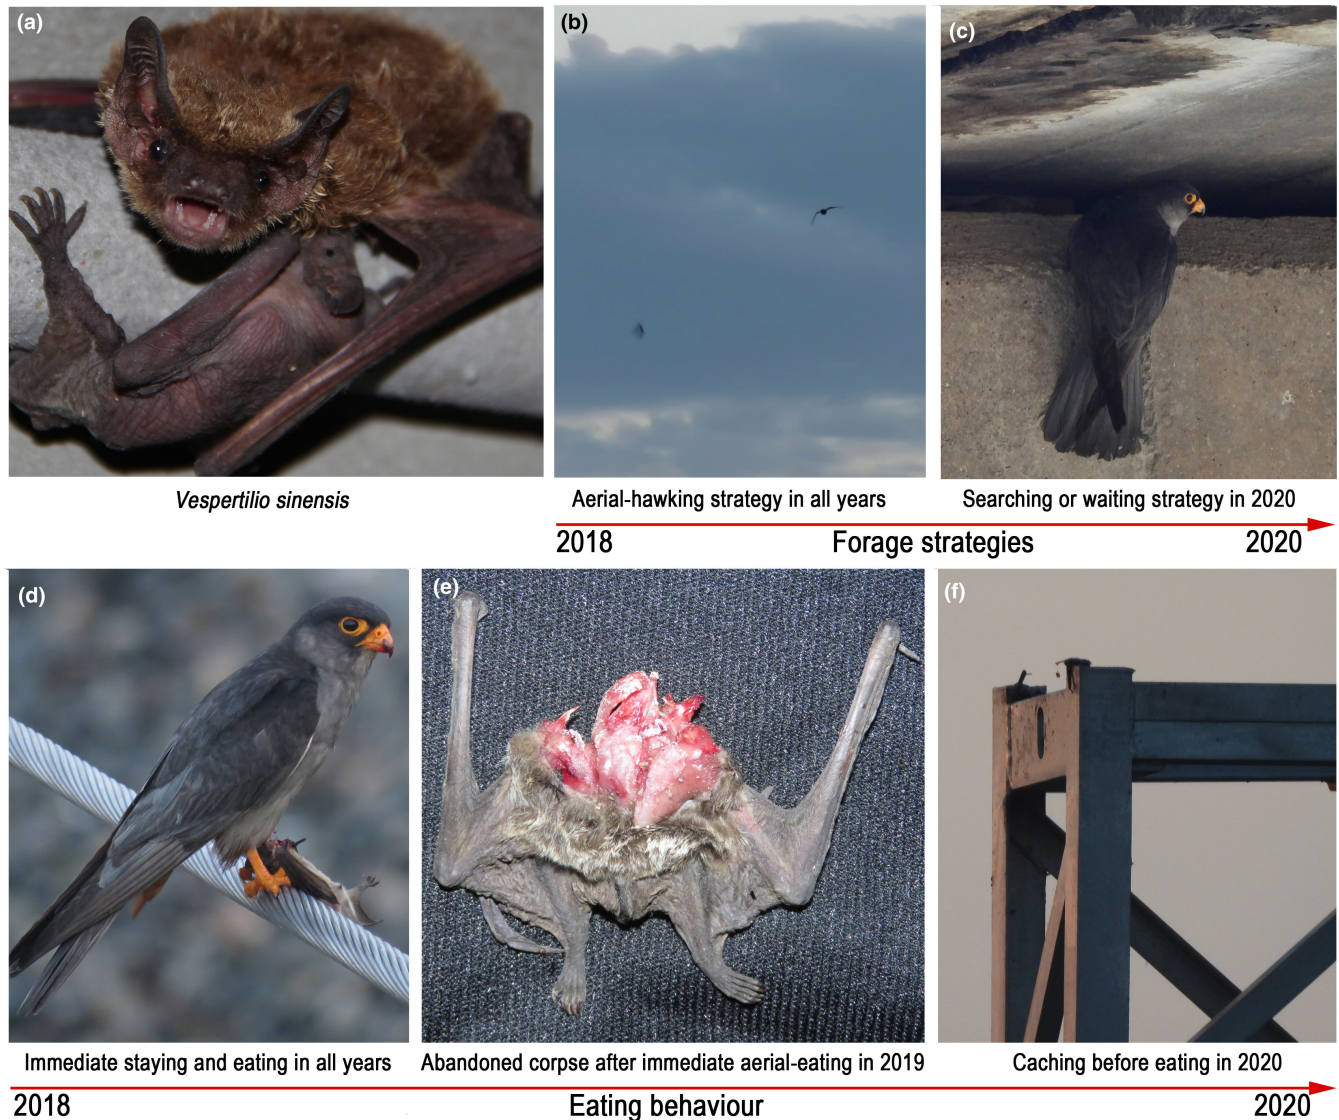 (a)
(b)
(c)
Vespertilio sinensis
Aerial-hawking strategy in all years
Searching or waiting strategy in 2020
2018
Forage strategies
2020
(d)
(e)
(f)
Immediate staying and eating in all years
Abandoned corpse after immediate aerial-eating in 2019
Caching before eating in 2020
2018
Eating behaviour
2020